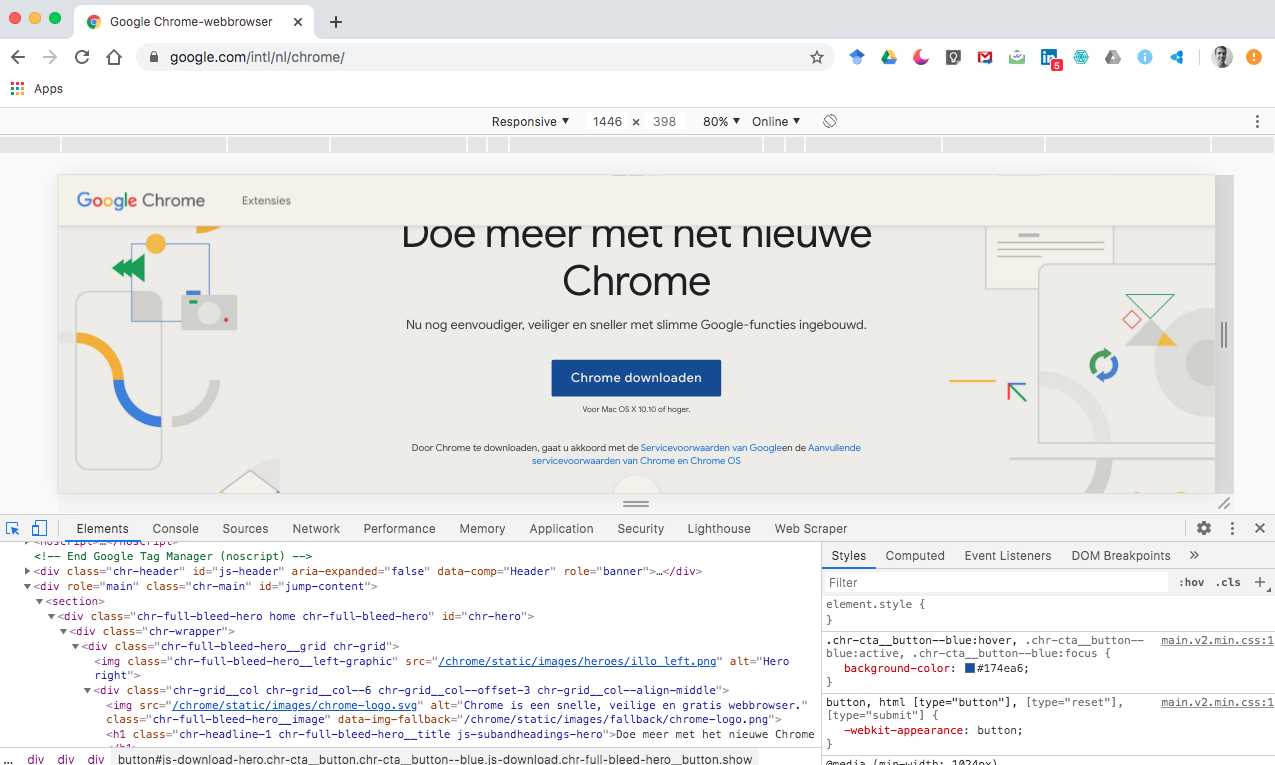 Google Chrome-webbrowser
google.com/intl/nl/chrome/
5
Apps
Responsive ▼ 1446 × 398 80% ▼ Online ▼
Google Chrome Extensies
Doe meer met het nieuwe
Chrome
Nu nog eenvoudiger, veiliger en sneller met slimme Google-functies ingebouwd.
Chrome downloaden
Voor Mac OS X 10.10 of hoger.
Door Chrome te downloaden, gaat u akkoord met de Servicevoorwaarden van Googleen de Aanvullende
servicevoorwaarden van Chrome en Chrome OS
Elements Console Sources Network Performance Memory Application Security Lighthouse Web Scraper
<noscript>…</noscript>
<!-- End Google Tag Manager (noscript) -->
<div class="chr-header" id="js-header" aria-expanded="false" data-comp="Header" role="banner">…</div>
<div role="main" class="chr-main" id="jump-content">
<section>
<div class="chr-full-bleed-hero home chr-full-bleed-hero" id="chr-hero">
<div class="chr-wrapper">
<div class="chr-full-bleed-hero__grid chr-grid">
<img class="chr-full-bleed-hero__left-graphic" src="/chrome/static/images/heroes/illo_left.png" alt="Hero
right">
<div class="chr-grid__col chr-grid__col--6 chr-grid__col--offset-3 chr-grid__col--align-middle">
<img src="/chrome/static/images/chrome-logo.svg" alt="Chrome is een snelle, veilige en gratis webbrowser."
class="chr-full-bleed-hero__image" data-img-fallback="/chrome/static/images/fallback/chrome-logo.png">
<h1 class="chr-headline-1 chr-full-bleed-hero__title js-subandheadings-hero">Doe meer met het nieuwe Chrome
</h1>
… div div div button#js-download-hero.chr-cta__button.chr-cta__button--blue.js-download.chr-full-bleed-hero__button.show
Styles Computed Event Listeners DOM Breakpoints »
Filter :hov .cls +
element.style {
}
.chr-cta__button--blue:hover, .chr-cta__button-- main.v2.min.css:1
blue:active, .chr-cta__button--blue:focus {
background-color: #174ea6;
}
button, html [type="button"], [type="reset"], main.v2.min.css:1
[type="submit"] {
-webkit-appearance: button;
}
@media (min-width: 1024px)